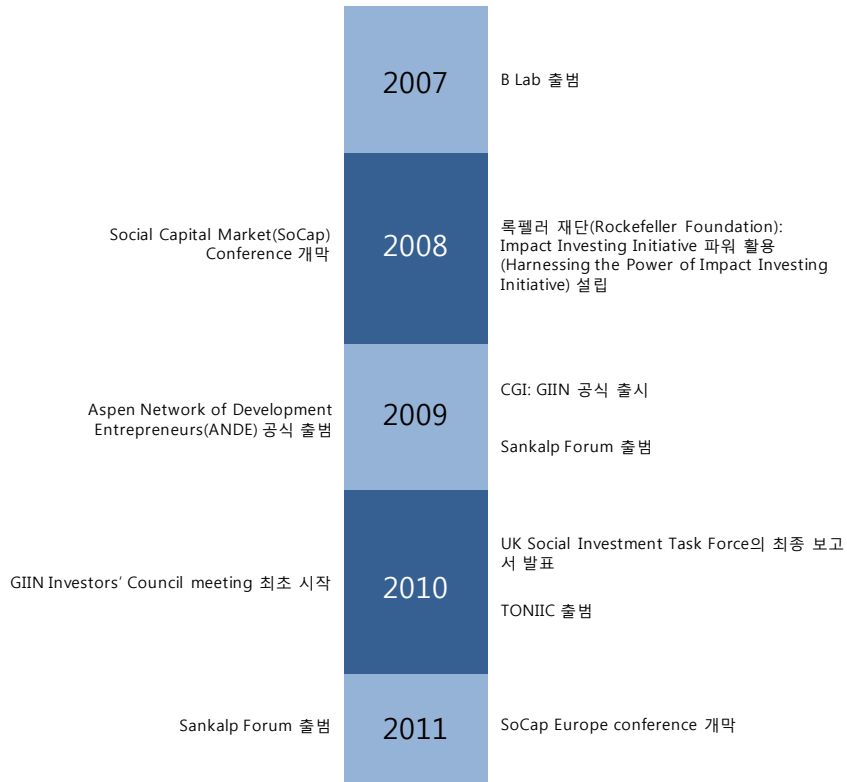 2007
B Lab 출범
Social Capital Market(SoCap)
Conference 개막
2008
록펠러 재단(Rockefeller Foundation):
Impact Investing Initiative 파워 활용
(Harnessing the Power of Impact Investing
Initiative) 설립
Aspen Network of Development
Entrepreneurs(ANDE) 공식 출범
2009
CGI: GIIN 공식 출시
Sankalp Forum 출범
GIIN Investors’ Council meeting 최초 시작
2010
UK Social Investment Task Force의 최종 보고
서 발표
TONIIC 출범
Sankalp Forum 출범
2011
SoCap Europe conference 개막